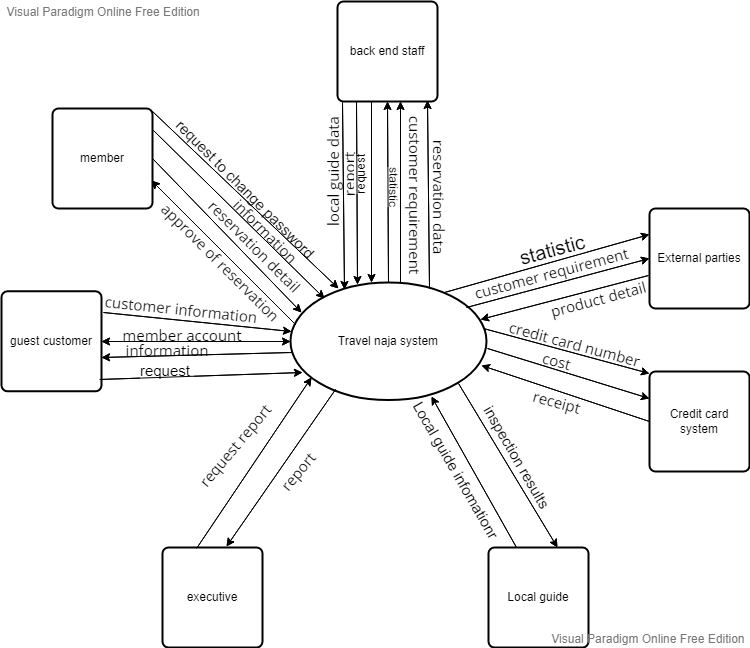 Visual Paradigm Online Free Edition
back end staff
member
request to change password
information
reservation detail
approve of reservation
local guide data
report
request
statistic
customer requirement
reservation data
External parties
statistic
customer requirement
product detail
guest customer
customer information
member account
information
request
Travel naja system
credit card number
cost
receipt
Credit card
system
request report
report
Local guide infomationr
inspection results
executive
Local guide
Visual Paradigm Online Free Edition